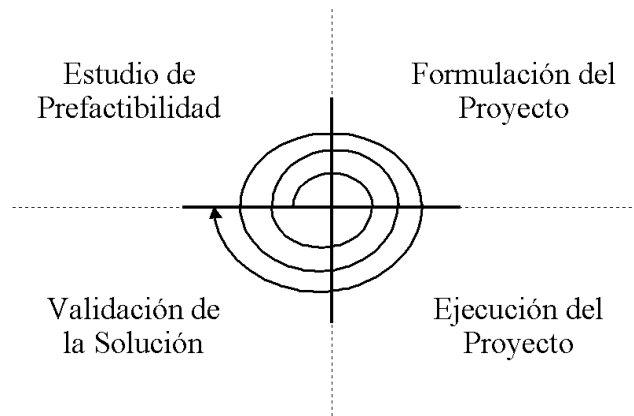 Estudio de
Prefactibilidad
Formulación del
Proyecto
Validación de
la Solución
Ejecución del
Proyecto